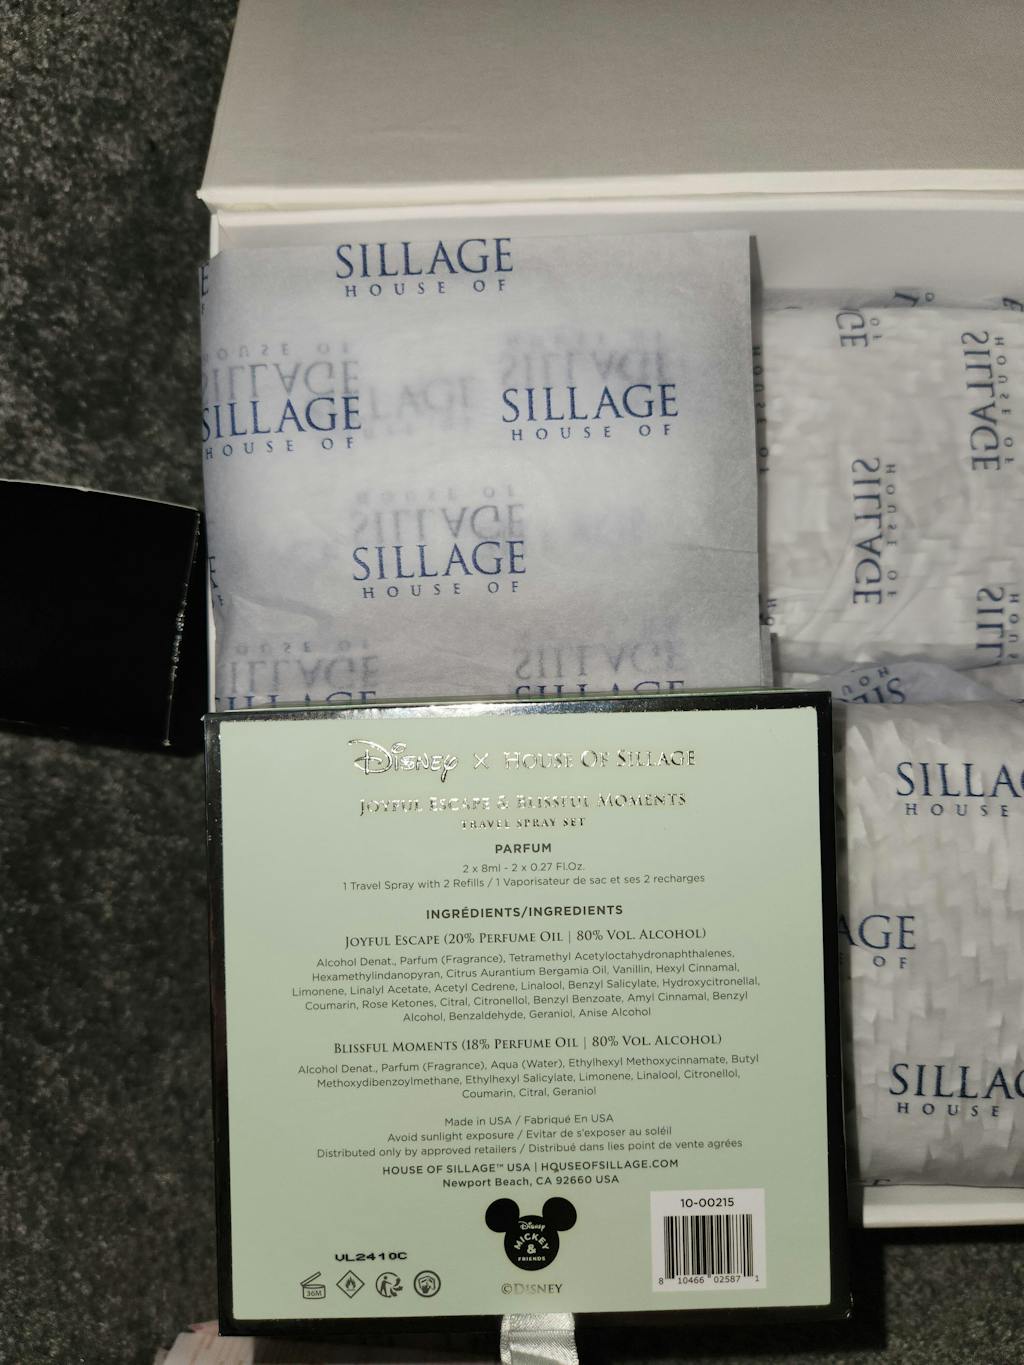 SILLAGE
HOUSE OF
SILLAGE
HOUSE OF
SILLAGE
HOUSE OF
SILLAGE
HOUSE OF
SILLAGE
HOUSE OF
SILLAGE
HOUSE OF
SILLAGE
Disney x House Of Sillage
Joyful Escape & Blissful Moments
Travel Spray Set
PARFUM
2 x 8ml - 2 x 0.27 Fl.Oz.
1 Travel Spray with 2 Refills / 1 Vaporisateur de sac et ses 2 recharges
INGRÉDIENTS/INGREDIENTS
Joyful Escape (20% Perfume Oil | 80% Vol. Alcohol)
Alcohol Denat., Parfum (Fragrance), Tetramethyl Acetyloctahydronaphthalenes,
Hexamethylindanopyran, Citrus Aurantium Bergamia Oil, Vanillin, Hexyl Cinnamal,
Limonene, Linalyl Acetate, Acetyl Cedrene, Linalool, Benzyl Salicylate, Hydroxycitronellal,
Coumarin, Rose Ketones, Citral, Citronellol, Benzyl Benzoate, Amyl Cinnamal, Benzyl
Alcohol, Benzaldehyde, Geraniol, Anise Alcohol
Blissful Moments (18% Perfume Oil | 80% Vol. Alcohol)
Alcohol Denat., Parfum (Fragrance), Aqua (Water), Ethylhexyl Methoxycinnamate, Butyl
Methoxydibenzoylmethane, Ethylhexyl Salicylate, Limonene, Linalool, Citronellol,
Coumarin, Citral, Geraniol
Made in USA / Fabriqué En USA
Avoid sunlight exposure / Evitar de s'exposer au soléil
Distributed only by approved retailers / Distribué dans lies point de vente agrées
HOUSE OF SILLAGE™ USA | HOUSEOFSILLAGE.COM
Newport Beach, CA 92660 USA
10-00215
8 10466 02587 1
Disney
MICKEY
&
FRIENDS
VL2410C
36M
©Disney
SILLA
HOUSE
AGE
OF
SILLA
HOUSE